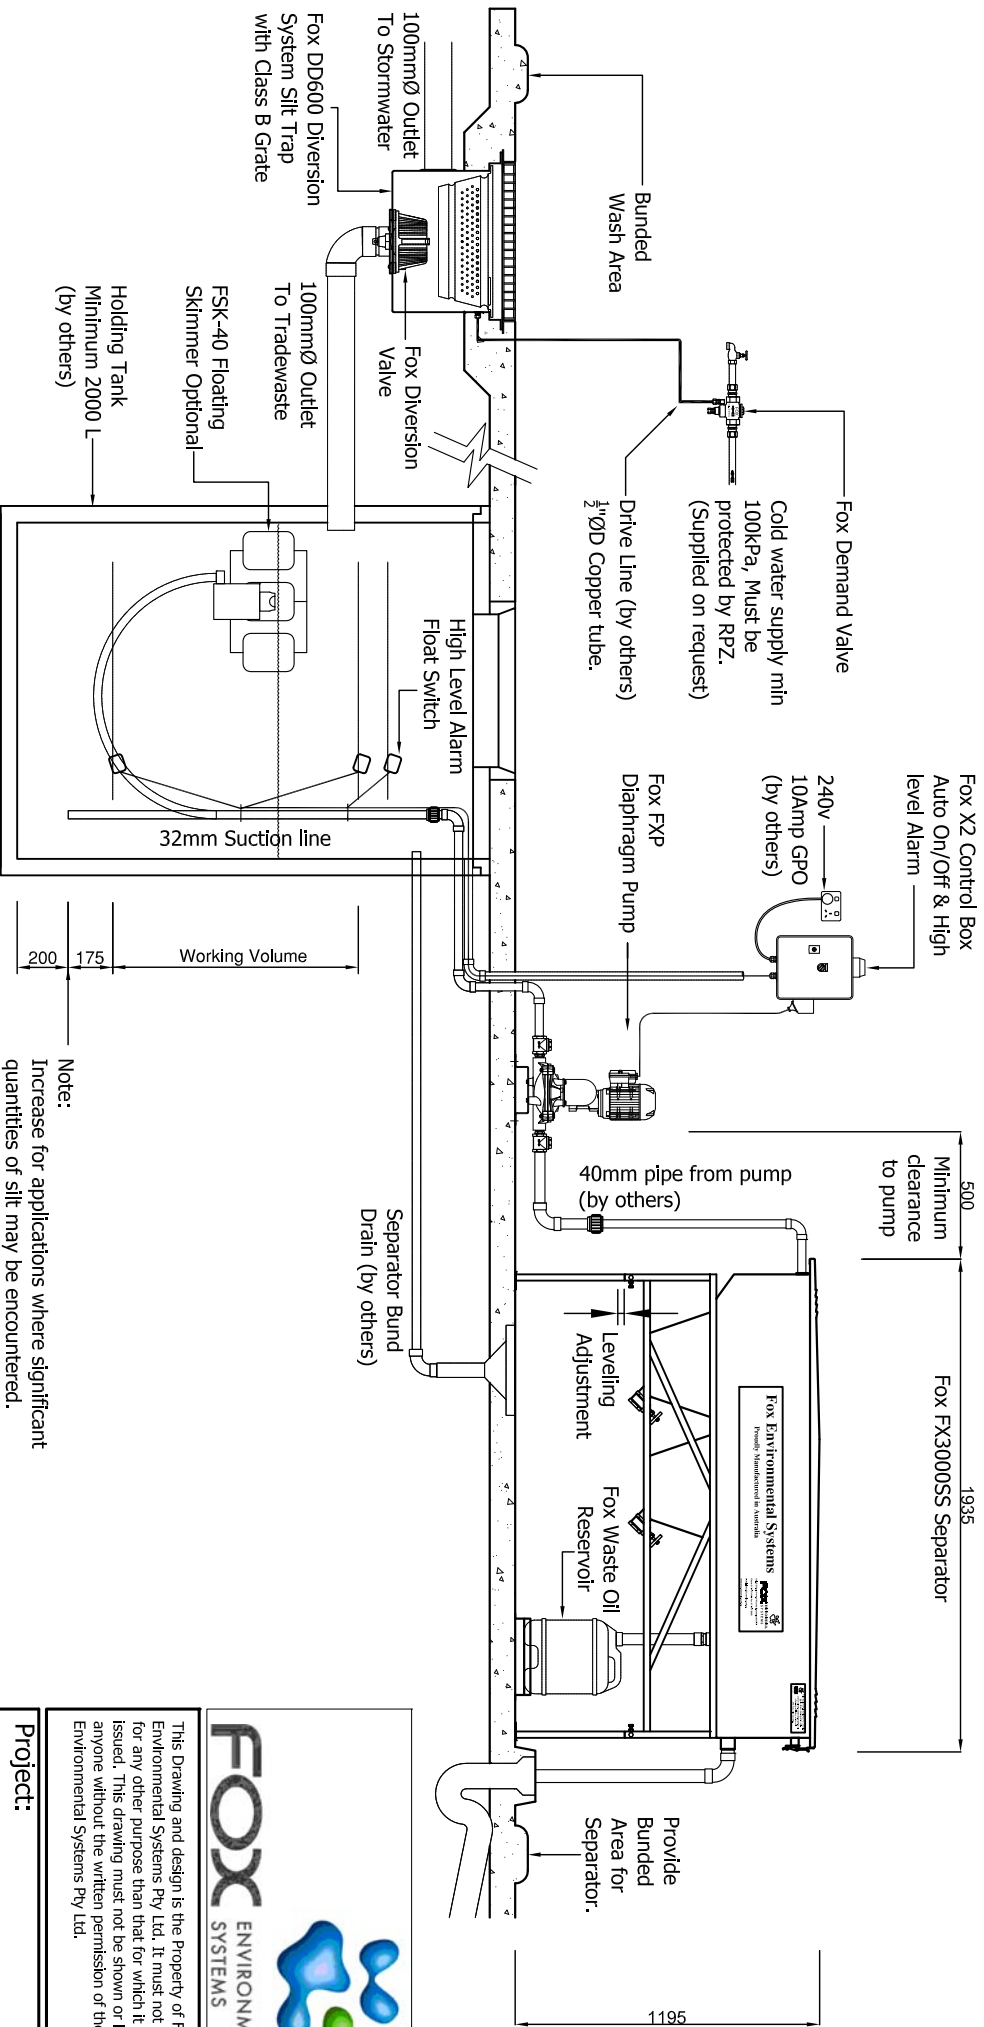 Bunded
Wash Area
100mmØ Outlet
To Stormwater
Fox DD600 Diversion
System Silt Trap
with Class B Grate
Fox Diversion
Valve
100mmØ Outlet
To Tradewaste
FSK-40 Floating
Skimmer Optional
Holding Tank
Minimum 2000 L
(by others)
Fox Demand Valve
Cold water supply min
100kPa, Must be
protected by RPZ.
(Supplied on request)
Drive Line (by others)
½"ØD Copper tube.
High Level Alarm
Float Switch
32mm Suction line
Fox X2 Control Box
Auto On/Off & High
level Alarm
240v
10Amp GPO
(by others)
Fox FXP
Diaphragm Pump
Working Volume
175
200
Note:
Increase for applications where significant
quantities of silt may be encountered.
500
Minimum
clearance
to pump
40mm pipe from pump
(by others)
Separator Bund
Drain (by others)
1935
Fox FX3000SS Separator
Fox Environmental Systems
Proudly Manufactured in Australia
FOX
Leveling
Adjustment
Fox Waste Oil
Reservoir
Provide
Bunded
Area for
Separator.
1195
FOX
ENVIRONM
SYSTEMS
This Drawing and design is the Property of F
Environmental Systems Pty Ltd. It must not
for any other purpose than that for which it
issued. This drawing must not be shown or
anyone without the written permission of the
Environmental Systems Pty Ltd.
Project: